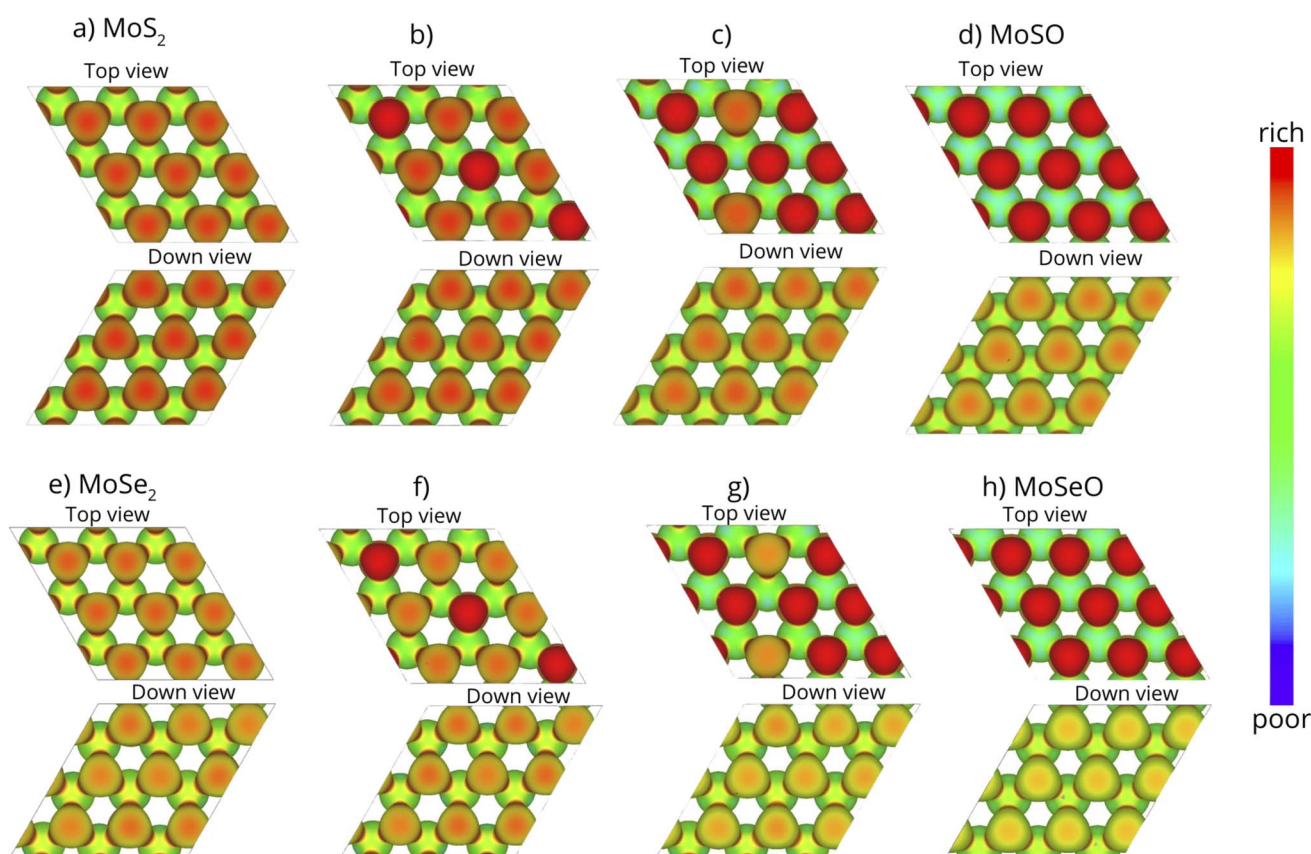 a) MoS₂
Top view
Down view
b)
Top view
Down view
c)
Top view
Down view
d) MoSO
Top view
Down view
e) MoSe₂
Top view
Down view
f)
Top view
Down view
g)
Top view
Down view
h) MoSeO
Top view
Down view
rich
poor